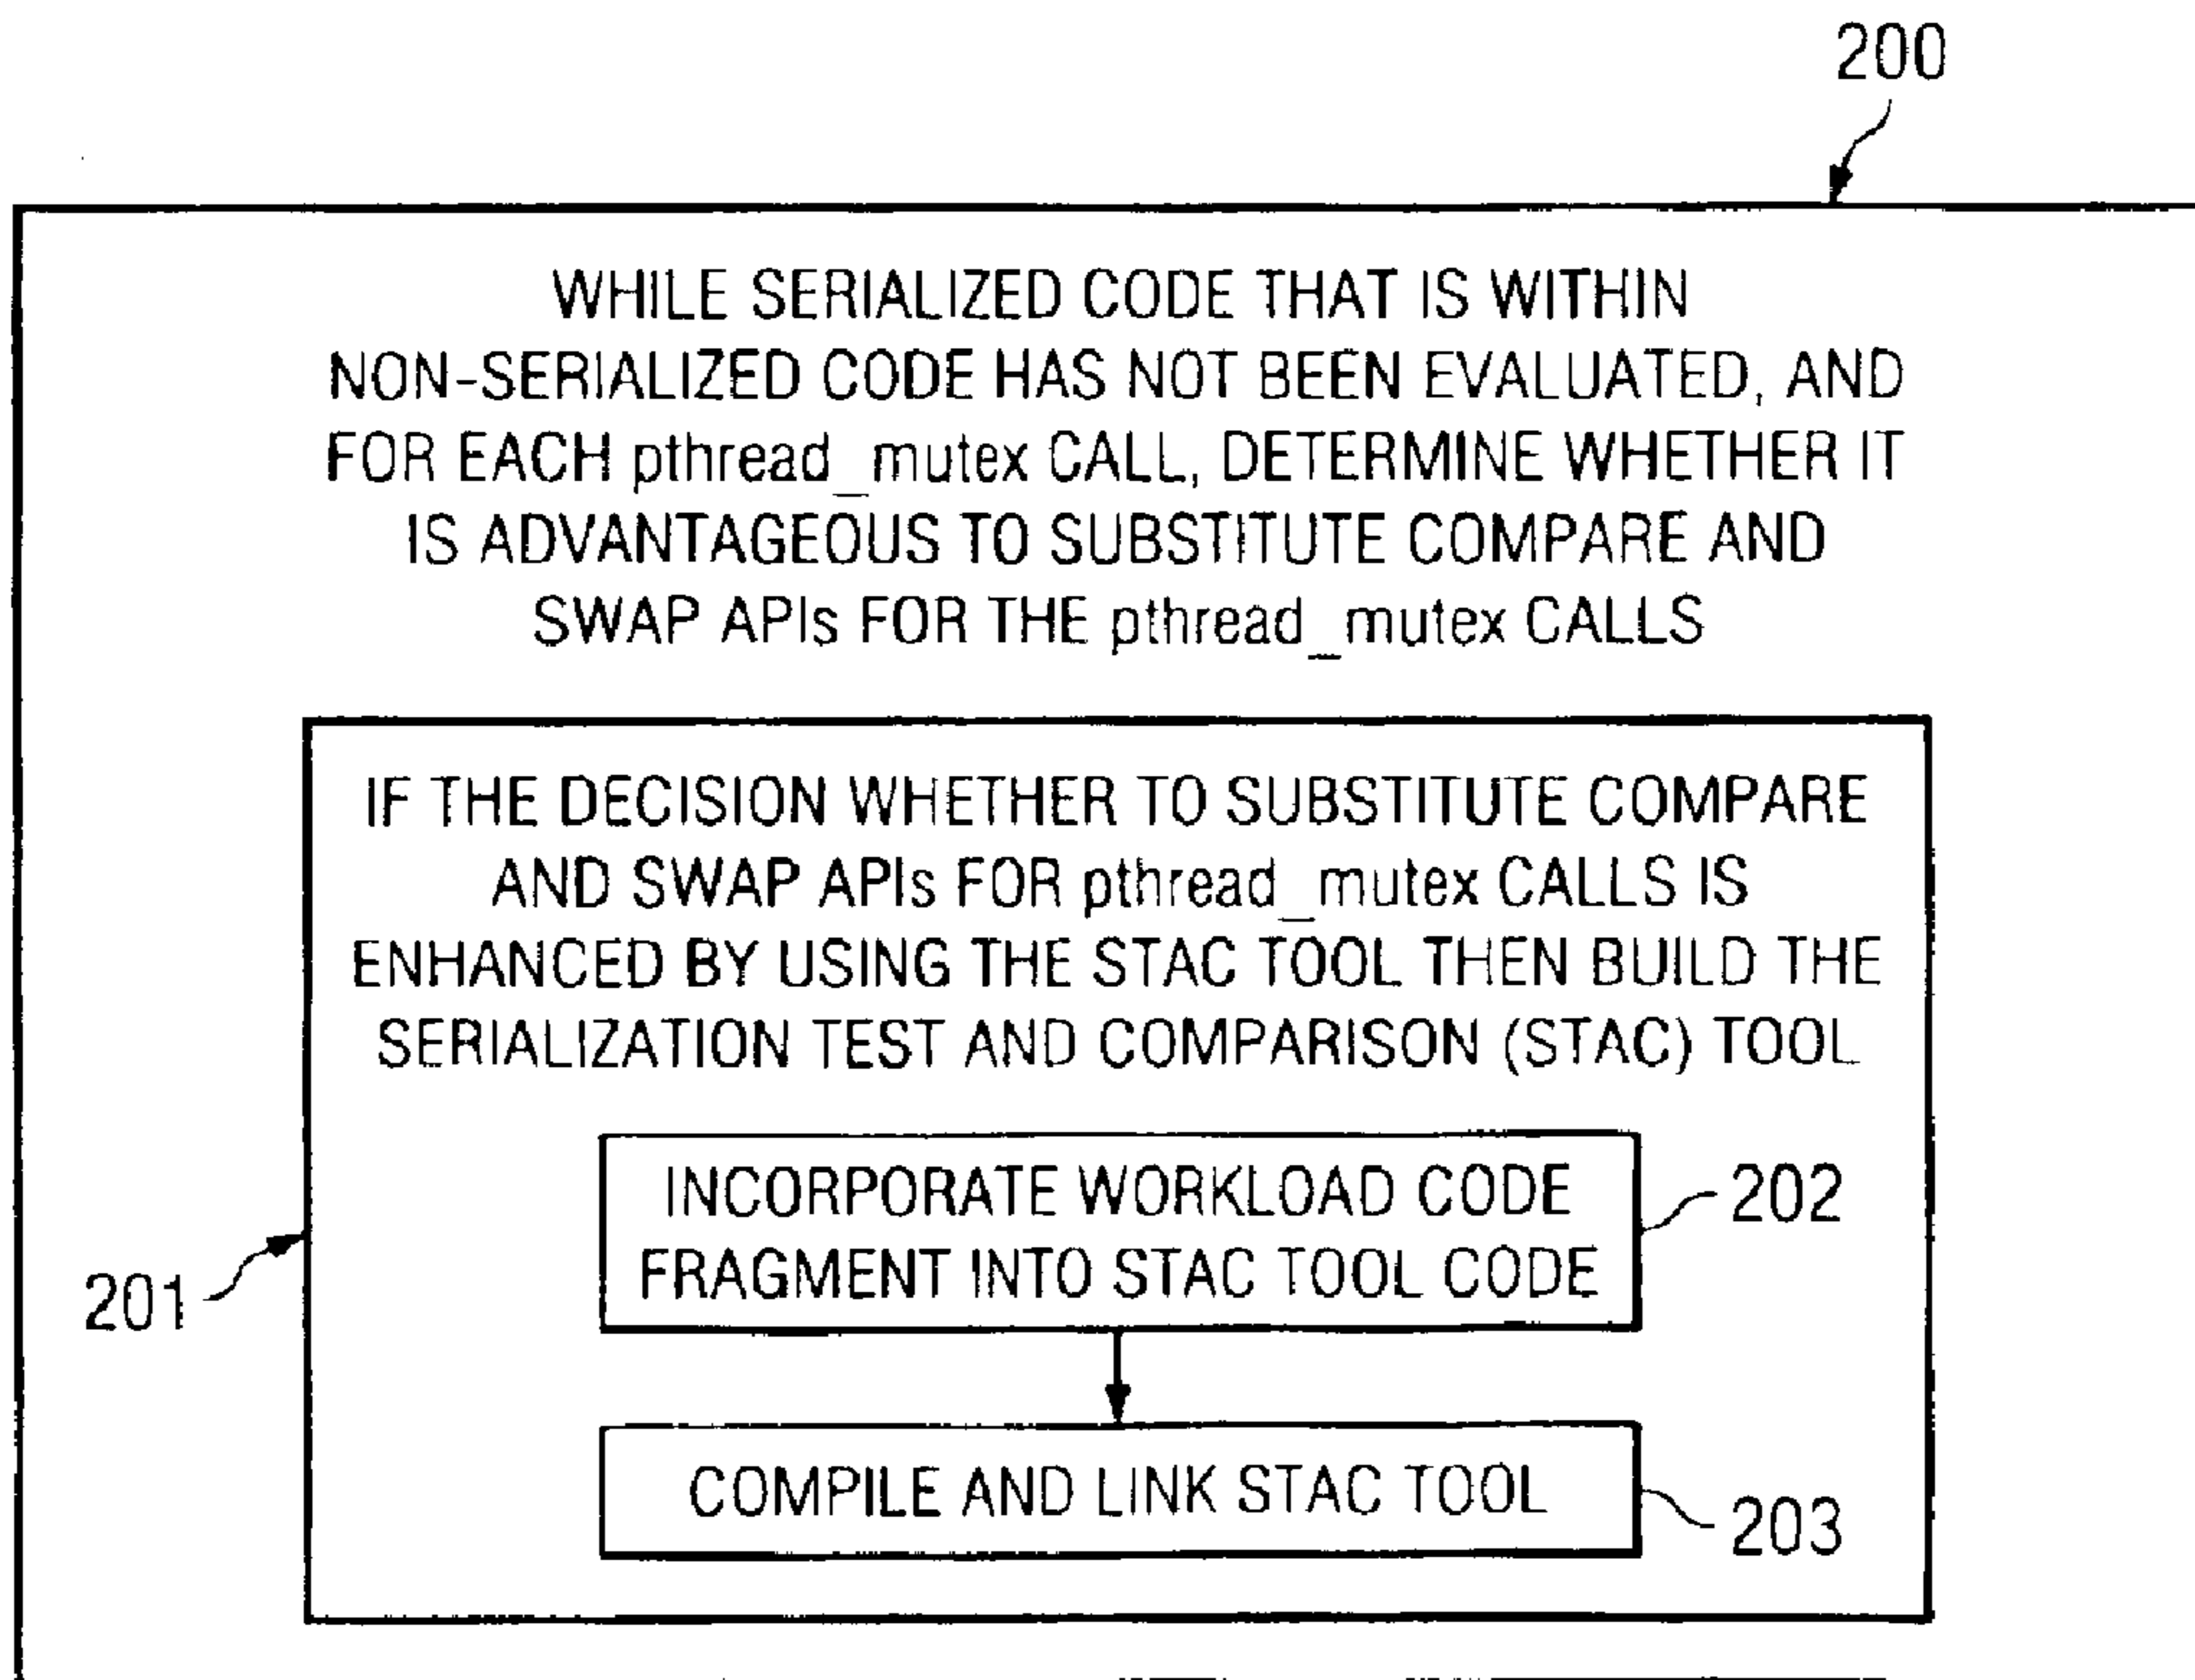 200
WHILE SERIALIZED CODE THAT IS WITHIN
NON-SERIALIZED CODE HAS NOT BEEN EVALUATED, AND
FOR EACH pthread_mutex CALL, DETERMINE WHETHER IT
IS ADVANTAGEOUS TO SUBSTITUTE COMPARE AND
SWAP APIs FOR THE pthread_mutex CALLS
IF THE DECISION WHETHER TO SUBSTITUTE COMPARE
AND SWAP APIs FOR pthread_mutex CALLS IS
ENHANCED BY USING THE STAC TOOL THEN BUILD THE
SERIALIZATION TEST AND COMPARISON (STAC) TOOL
INCORPORATE WORKLOAD CODE
FRAGMENT INTO STAC TOOL CODE
202
201
COMPILE AND LINK STAC TOOL
203